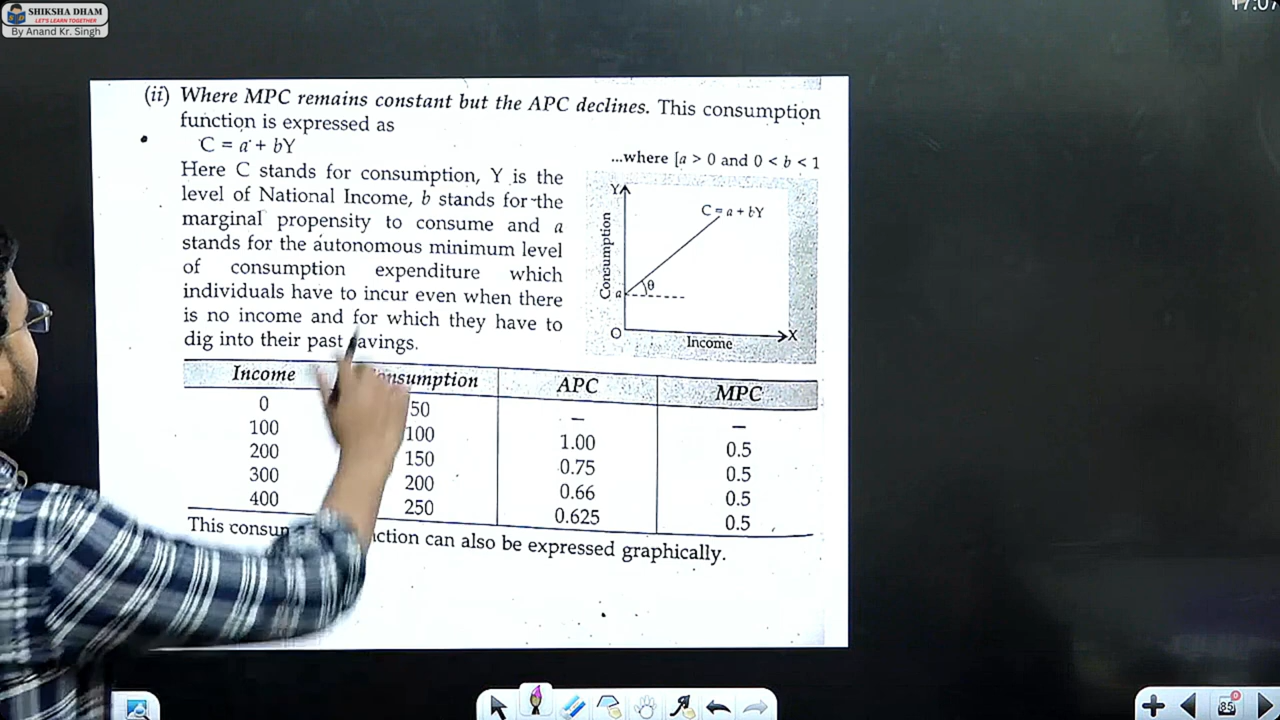 SHIKSHA DHAM
LET'S LEARN TOGETHER
By Anand Kr. Singh
17:07
(ii) Where MPC remains constant but the APC declines. This consumption
function is expressed as
C = a + bY
...where [a > 0 and 0 < b < 1
Here C stands for consumption, Y is the
level of National Income, b stands for the
marginal propensity to consume and a
stands for the autonomous minimum level
of consumption expenditure which
individuals have to incur even when there
is no income and for which they have to
dig into their past savings.
Y
C = a + bY
Consumption
θ
a
O
X
Income
Income nsumption APC MPC
0 50 – –
100 100 1.00 0.5
200 150 0.75 0.5
300 200 0.66 0.5
400 250 0.625 0.5
This consum ction can also be expressed graphically.
85
0